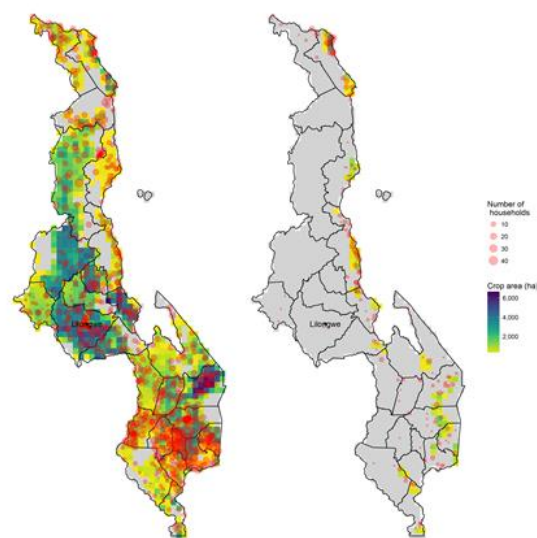 Lilongwe
Lilongwe
Number of
households
10
20
30
40
Crop area (ha)
6,000
4,000
2,000